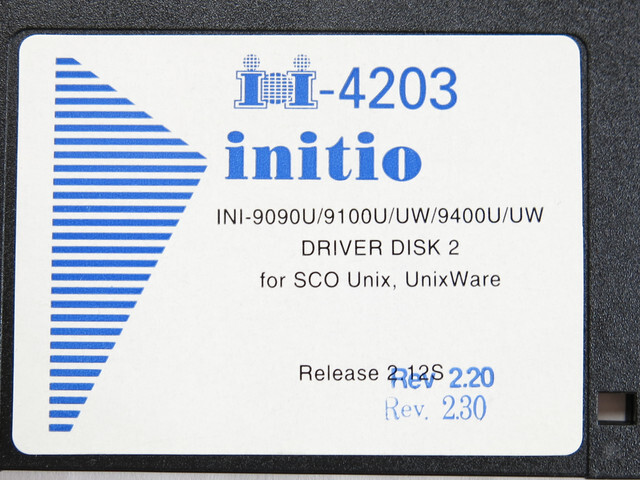 ini-4203
initio
INI-9090U/9100U/UW/9400U/UW
DRIVER DISK 2
for SCO Unix, UnixWare
Release 2.12S
Rev 2.20
Rev. 2.30